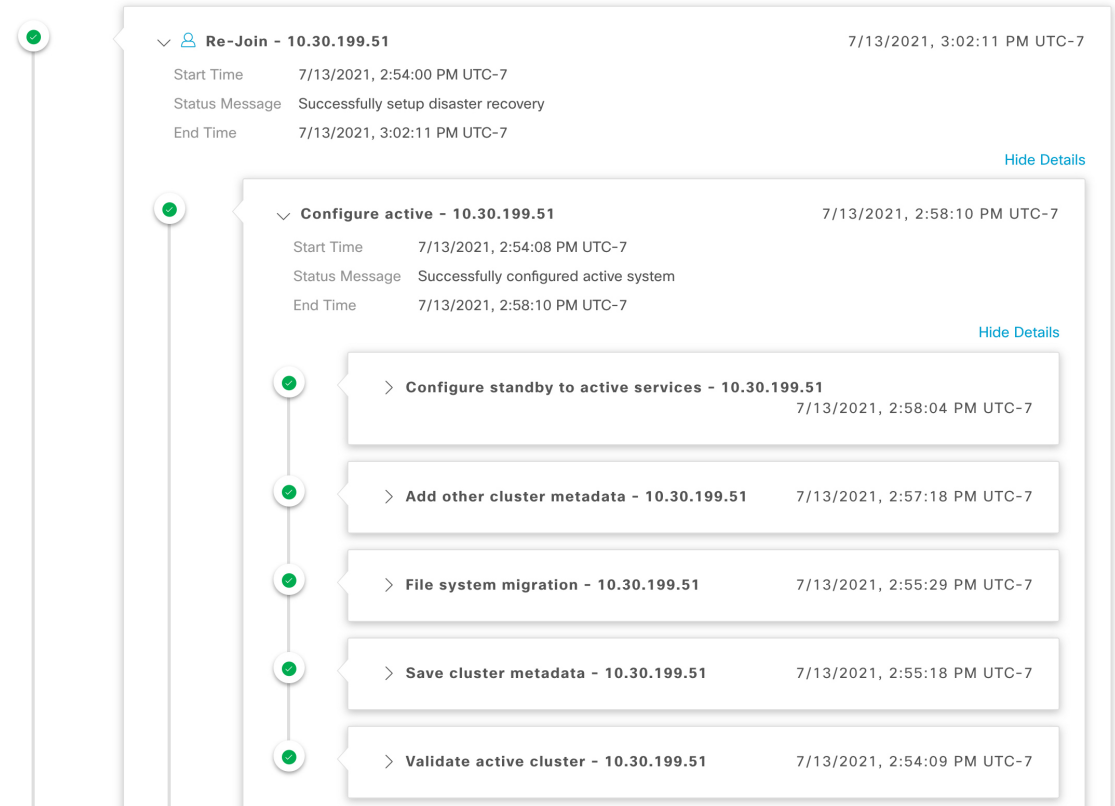 Re-Join - 10.30.199.51 7/13/2021, 3:02:11 PM UTC-7
Start Time 7/13/2021, 2:54:00 PM UTC-7
Status Message Successfully setup disaster recovery
End Time 7/13/2021, 3:02:11 PM UTC-7
Hide Details
Configure active - 10.30.199.51 7/13/2021, 2:58:10 PM UTC-7
Start Time 7/13/2021, 2:54:08 PM UTC-7
Status Message Successfully configured active system
End Time 7/13/2021, 2:58:10 PM UTC-7
Hide Details
Configure standby to active services - 10.30.199.51
7/13/2021, 2:58:04 PM UTC-7
Add other cluster metadata - 10.30.199.51 7/13/2021, 2:57:18 PM UTC-7
File system migration - 10.30.199.51 7/13/2021, 2:55:29 PM UTC-7
Save cluster metadata - 10.30.199.51 7/13/2021, 2:55:18 PM UTC-7
Validate active cluster - 10.30.199.51 7/13/2021, 2:54:09 PM UTC-7